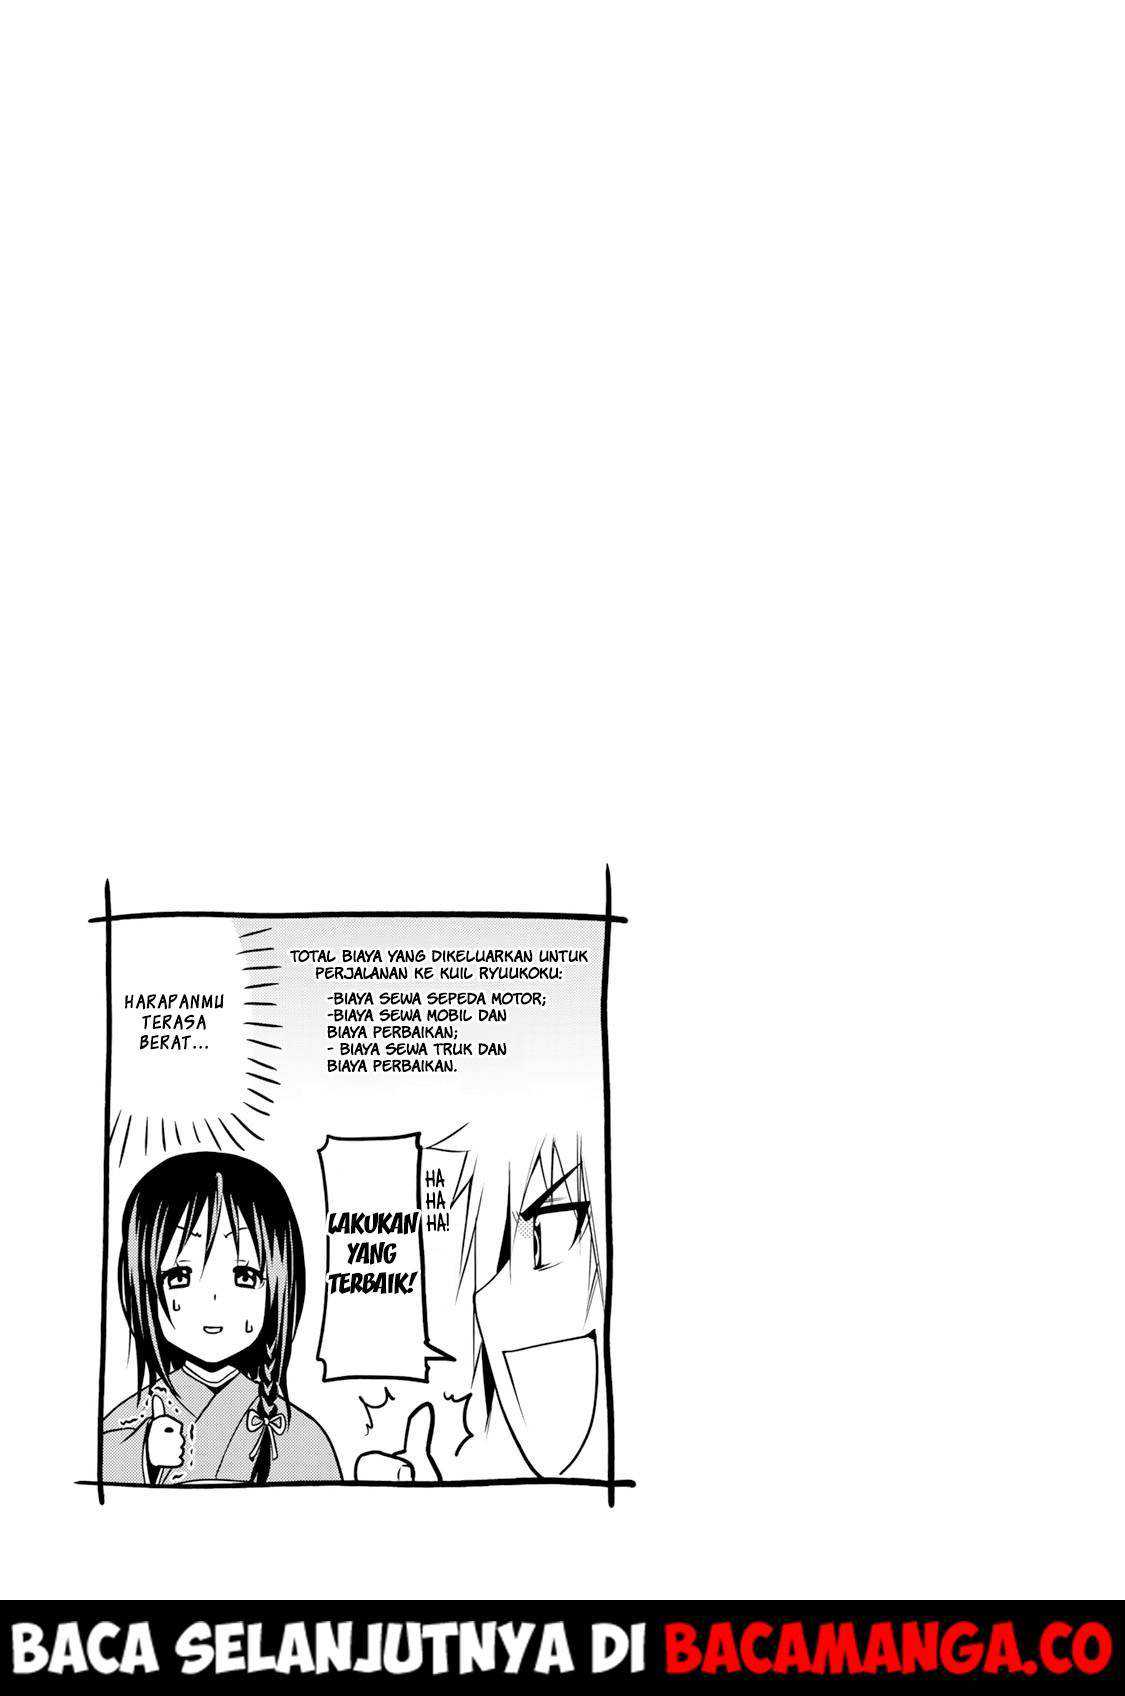 TOTAL BIAYA YANG DIKELUARKAN UNTUK
PERJALANAN KE KUIL RYUUKOKU:
-BIAYA SEWA SEPEDA MOTOR;
-BIAYA SEWA MOBIL DAN
BIAYA PERBAIKAN;
- BIAYA SEWA TRUK DAN
BIAYA PERBAIKAN.
HARAPANMU
TERASA
BERAT...
HA
HA
HA!
LAKUKAN
YANG
TERBAIK!
BACA SELANJUTNYA DI BACAMANGA.CO